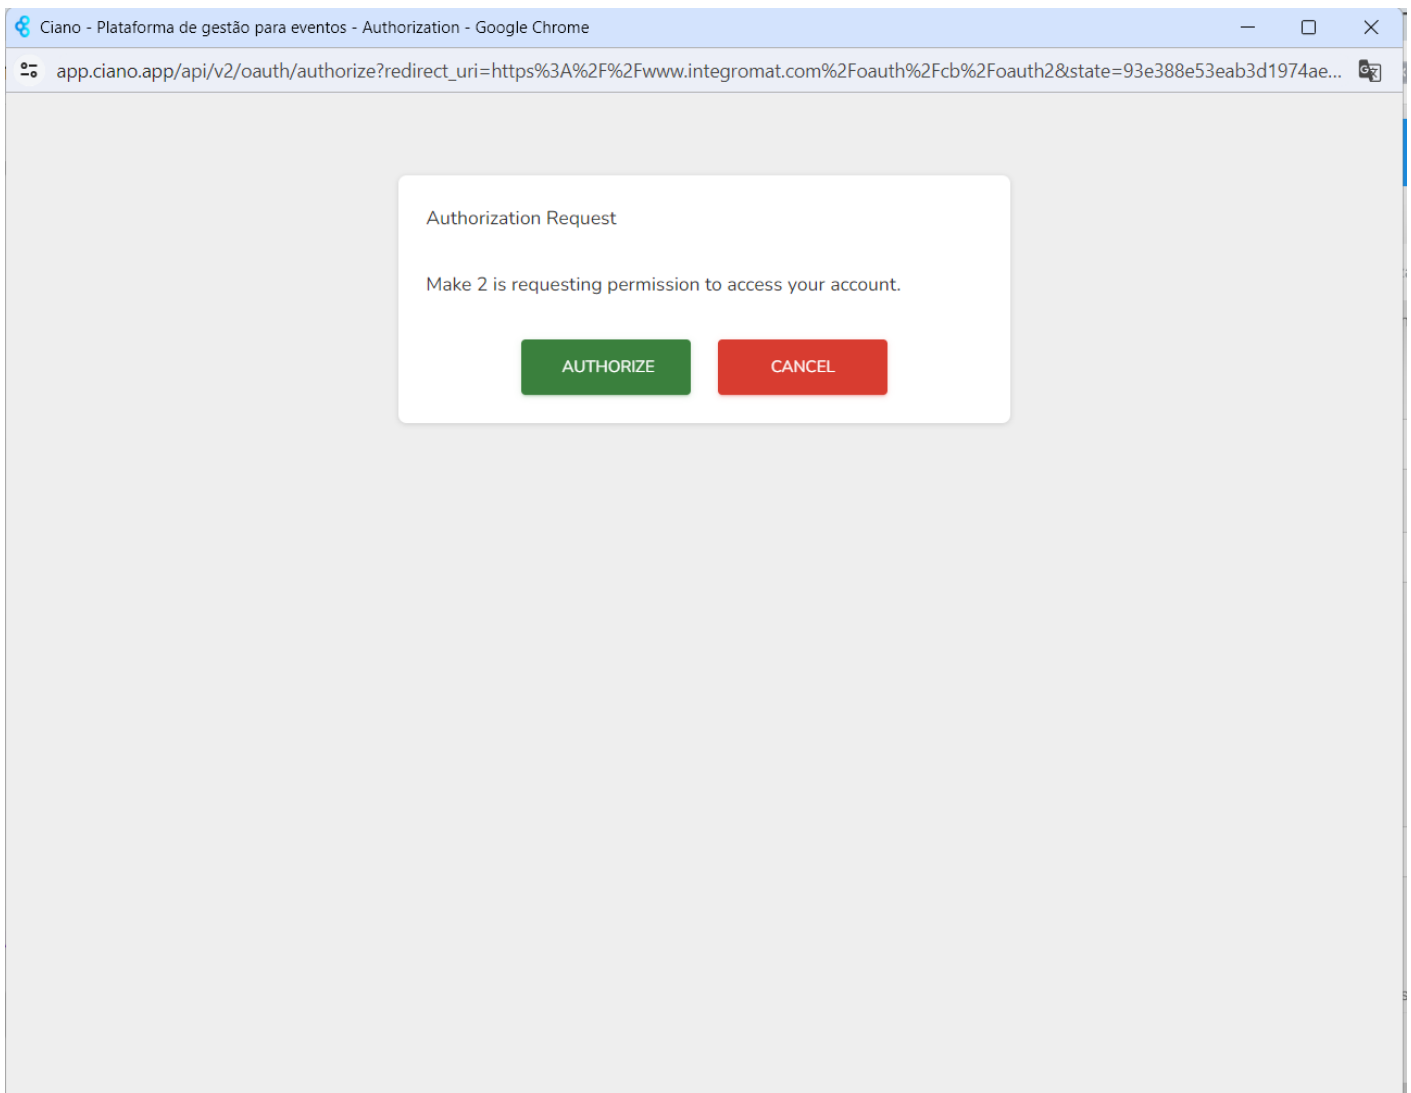 Ciano - Plataforma de gestão para eventos - Authorization - Google Chrome
app.ciano.app/api/v2/oauth/authorize?redirect_uri=https%3A%2F%2Fwww.integromat.com%2Foauth%2Fcb%2Foauth2&state=93e388e53eab3d1974ae...
Authorization Request
Make 2 is requesting permission to access your account.
AUTHORIZE
CANCEL